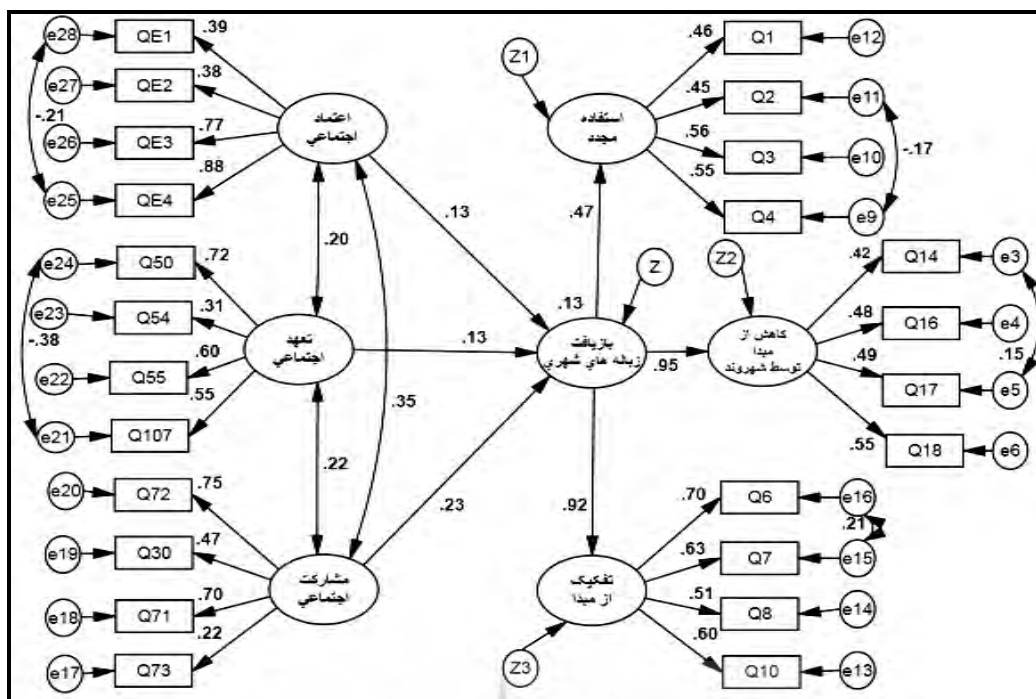 e28 QE1 .39
e27 QE2 .38
-.21
e26 QE3 .77
e25 QE4 .88
اعتماد
اجتماعي
.20
e24 Q50 .72
e23 Q54 .31
-.38
e22 Q55 .60
e21 Q107 .55
تعهد
اجتماعي
.22
.35
e20 Q72 .75
e19 Q30 .47
e18 Q71 .70
e17 Q73 .22
مشارکت
اجتماعي
.13
.13
.23
Z
.13
بازیافت
زباله هاي شهري
.47
.95
.92
Z1
استفاده
مجدد
.46 Q1 e12
.45 Q2 e11
.56 Q3 e10
.55 Q4 e9
-.17
Z2
کاهش از
مبدا
توسط شهروند
.42 Q14 e3
.48 Q16 e4
.49 Q17 e5
.15
.55 Q18 e6
Z3
تفکیک
از مبدا
.70 Q6 e16
.21
.63 Q7 e15
.51 Q8 e14
.60 Q10 e13